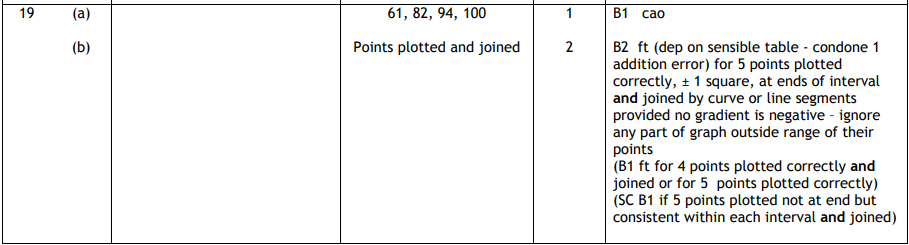 19 (a) 61, 82, 94, 100 1 B1 cao
(b) Points plotted and joined 2 B2 ft (dep on sensible table - condone 1
addition error) for 5 points plotted
correctly, ± 1 square, at ends of interval
and joined by curve or line segments
provided no gradient is negative - ignore
any part of graph outside range of their
points
(B1 ft for 4 points plotted correctly and
joined or for 5 points plotted correctly)
(SC B1 if 5 points plotted not at end but
consistent within each interval and joined)